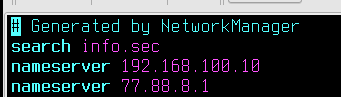 # Generated by NetworkManager
search info.sec
nameserver 192.168.100.10
nameserver 77.88.8.1